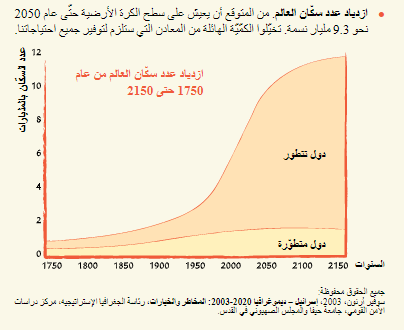 • ازدياد عدد سكّان العالم. من المتوقع أن يعيش على سطح الكرة الأرضية حتّى عام 2050
نحو 9.3 مليار نسمة. تخيّلوا الكمّيّة الهائلة من المعادن التي ستلزم لتوفير جميع احتياجاتنا.
ازدياد عدد سكّان العالم من عام
1750 حتى 2150
عدد السكّان بالمليارات
12
10
8
6
4
2
0
دول تتطور
دول متطوّرة
1750 1800 1850 1900 1950 2000 2050 2100 2150
السنوات
جميع الحقوق محفوظة:
سوفير أرنون، 2003، إسرائيل – ديموغرافيا 2020-2003: المخاطر والخيارات، رئاسة الجغرافيا الإستراتيجيه، مركز دراسات
الامن القومي، جامعة حيفا والمجلس الصهيوني في القدس.